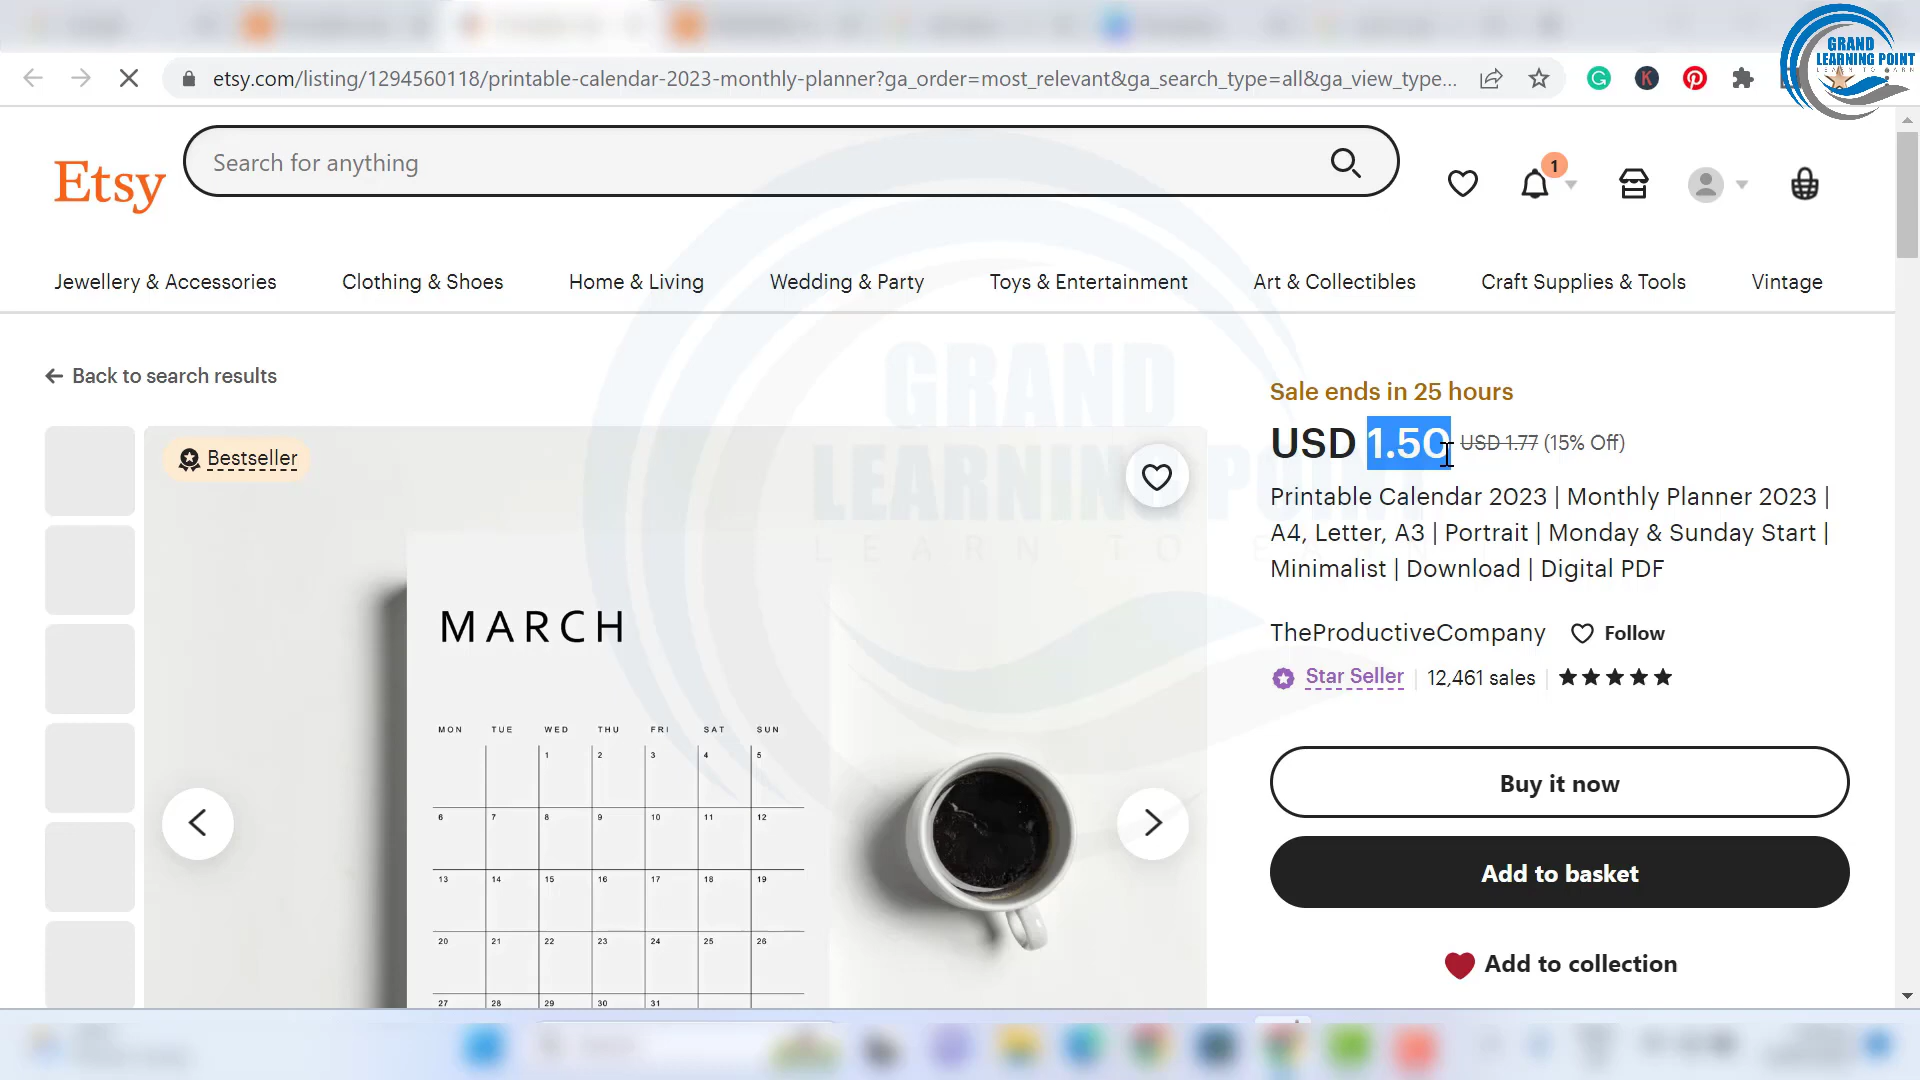 GRAND
LEARNING POINT
LEARN TO EARN
etsy.com/listing/1294560118/printable-calendar-2023-monthly-planner?ga_order=most_relevant&ga_search_type=all&ga_view_type...
Etsy
Search for anything
1
Jewellery & Accessories
Clothing & Shoes
Home & Living
Wedding & Party
Toys & Entertainment
Art & Collectibles
Craft Supplies & Tools
Vintage
GRAND
LEARNING POINT
LEARN TO E
Back to search results
Bestseller
MARCH
MON TUE WED THU FRI SAT SUN
1 2 3 4 5
6 7 8 9 10 11 12
13 14 15 16 17 18 19
20 21 22 23 24 25 26
27 28 29 30 31
Sale ends in 25 hours
USD 1.50 USD 1.77 (15% Off)
Printable Calendar 2023 | Monthly Planner 2023 |
A4, Letter, A3 | Portrait | Monday & Sunday Start |
Minimalist | Download | Digital PDF
TheProductiveCompany Follow
Star Seller | 12,461 sales |
Buy it now
Add to basket
Add to collection